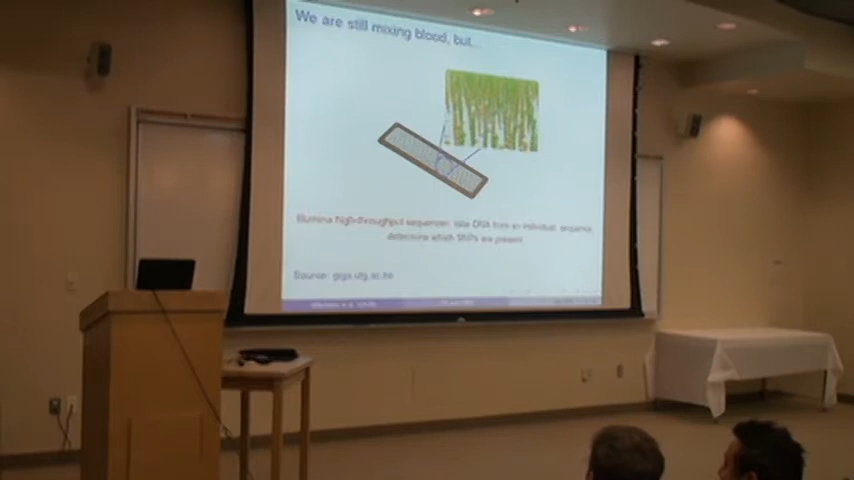 We are still mixing blood, but...
Illumina high-throughput sequencer: take DNA from an individual, sequence,
determine which SNPs are present
Source: giga.ulg.ac.be